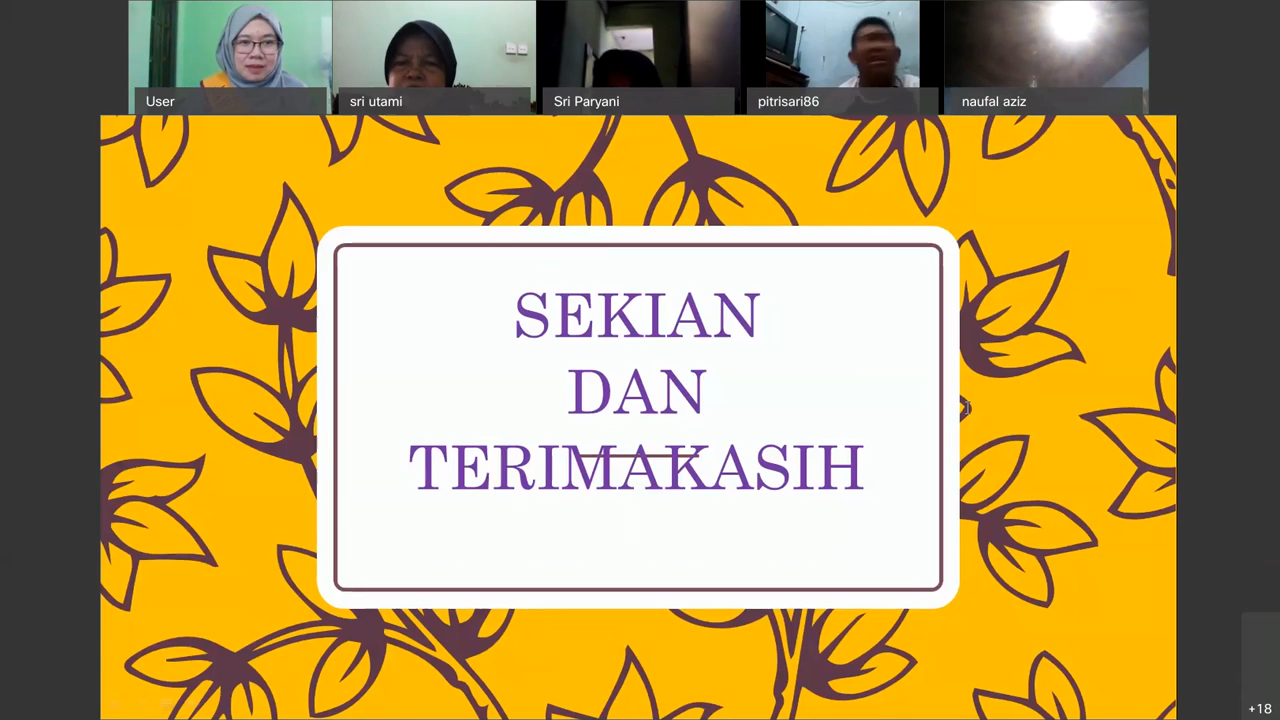 User
sri utami
Sri Paryani
pitrisari86
naufal aziz
SEKIAN
DAN
TERIMAKASIH
+18